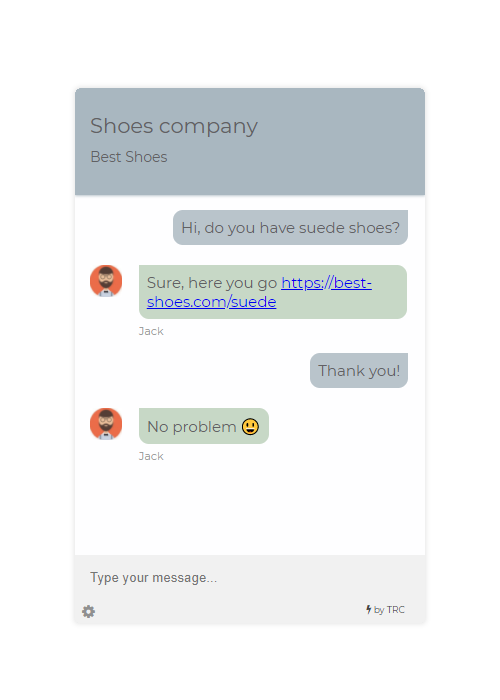 Shoes company
Best Shoes
Hi, do you have suede shoes?
Sure, here you go https://best-
shoes.com/suede
Jack
Thank you!
No problem 😃
Jack
Type your message...
by TRC